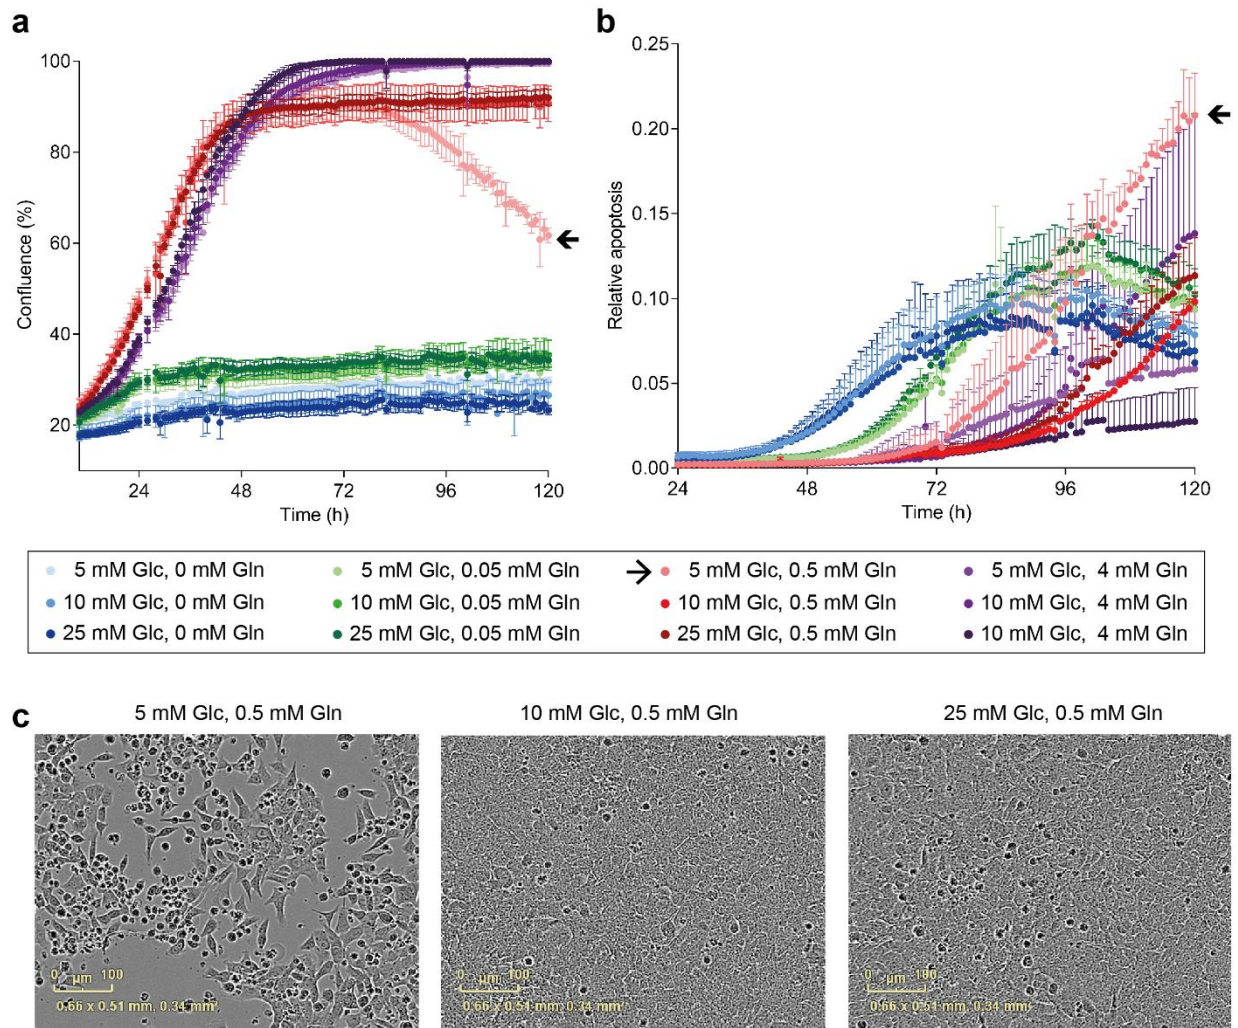 a
b
100
80
60
40
20
Confluence (%)
24
48
72
96
120
Time (h)
0.25
0.20
0.15
0.10
0.05
0.00
Relative apoptosis
24
48
72
96
120
Time (h)
5 mM Glc, 0 mM Gln
5 mM Glc, 0.05 mM Gln
5 mM Glc, 0.5 mM Gln
5 mM Glc, 4 mM Gln
10 mM Glc, 0 mM Gln
10 mM Glc, 0.05 mM Gln
10 mM Glc, 0.5 mM Gln
10 mM Glc, 4 mM Gln
25 mM Glc, 0 mM Gln
25 mM Glc, 0.05 mM Gln
25 mM Glc, 0.5 mM Gln
10 mM Glc, 4 mM Gln
c
5 mM Glc, 0.5 mM Gln
10 mM Glc, 0.5 mM Gln
25 mM Glc, 0.5 mM Gln
0 µm 100
0.66 x 0.51 mm, 0.34 mm²
0 µm 100
0.66 x 0.51 mm, 0.34 mm²
0 µm 100
0.66 x 0.51 mm, 0.34 mm²